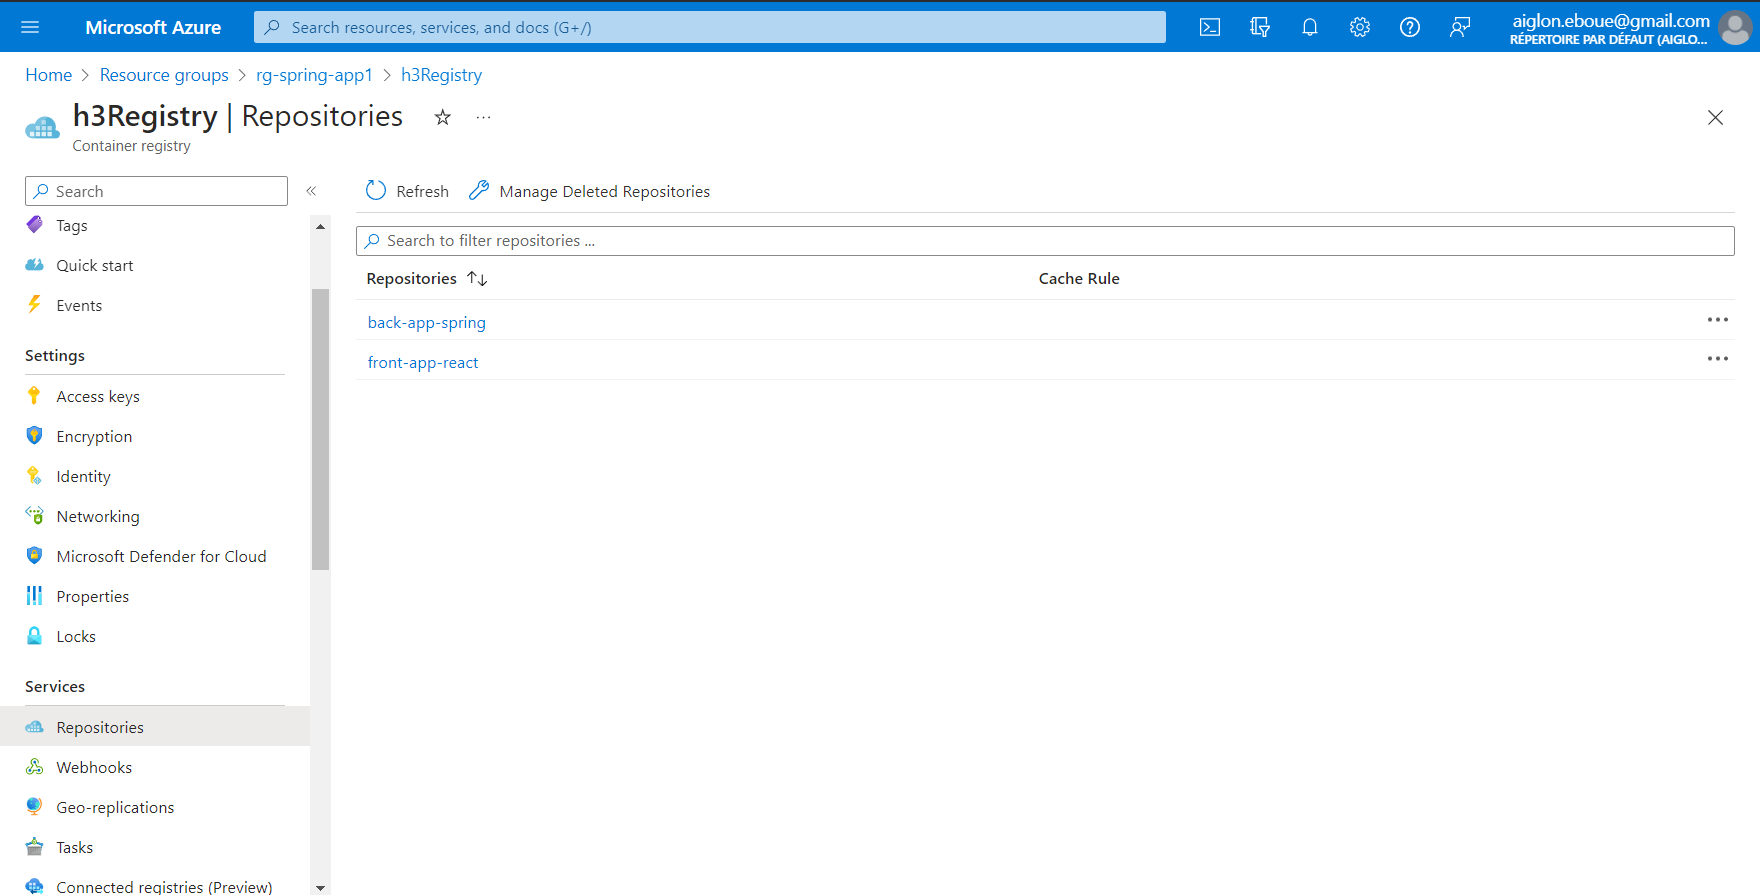 Microsoft Azure
Search resources, services, and docs (G+/)
aiglon.eboue@gmail.com
RÉPERTOIRE PAR DÉFAUT (AIGLO...
Home > Resource groups > rg-spring-app1 > h3Registry
h3Registry | Repositories
...
Container registry
Search
«
Refresh
Manage Deleted Repositories
Tags
Quick start
Events
Settings
Access keys
Encryption
Identity
Networking
Microsoft Defender for Cloud
Properties
Locks
Services
Repositories
Webhooks
Geo-replications
Tasks
Connected registries (Preview)
Search to filter repositories ...
Repositories ↑↓ Cache Rule
back-app-spring
front-app-react